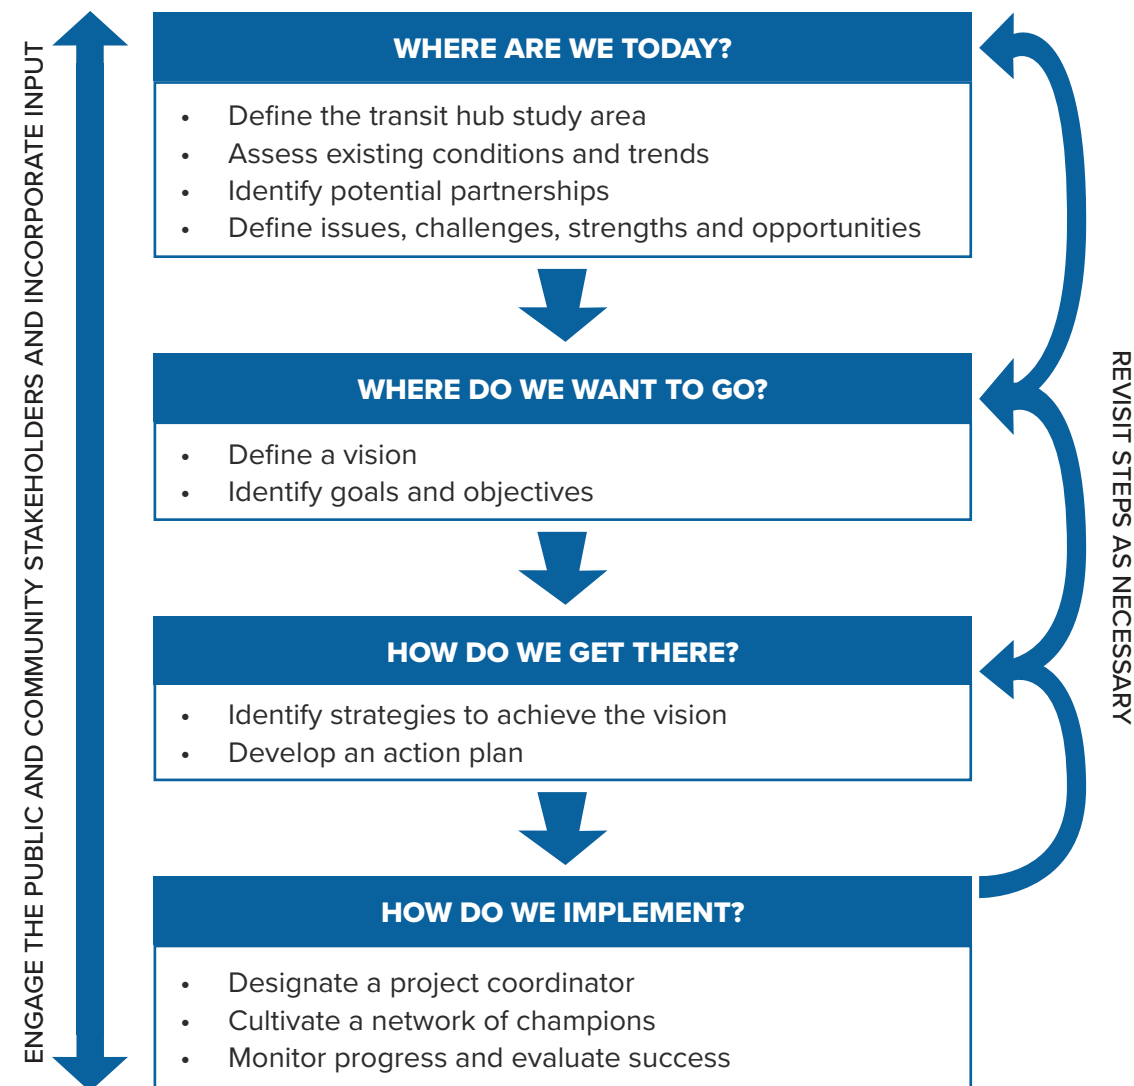 ENGAGE THE PUBLIC AND COMMUNITY STAKEHOLDERS AND INCORPORATE INPUT
WHERE ARE WE TODAY?
• Define the transit hub study area
• Assess existing conditions and trends
• Identify potential partnerships
• Define issues, challenges, strengths and opportunities
WHERE DO WE WANT TO GO?
• Define a vision
• Identify goals and objectives
HOW DO WE GET THERE?
• Identify strategies to achieve the vision
• Develop an action plan
HOW DO WE IMPLEMENT?
• Designate a project coordinator
• Cultivate a network of champions
• Monitor progress and evaluate success
REVISIT STEPS AS NECESSARY